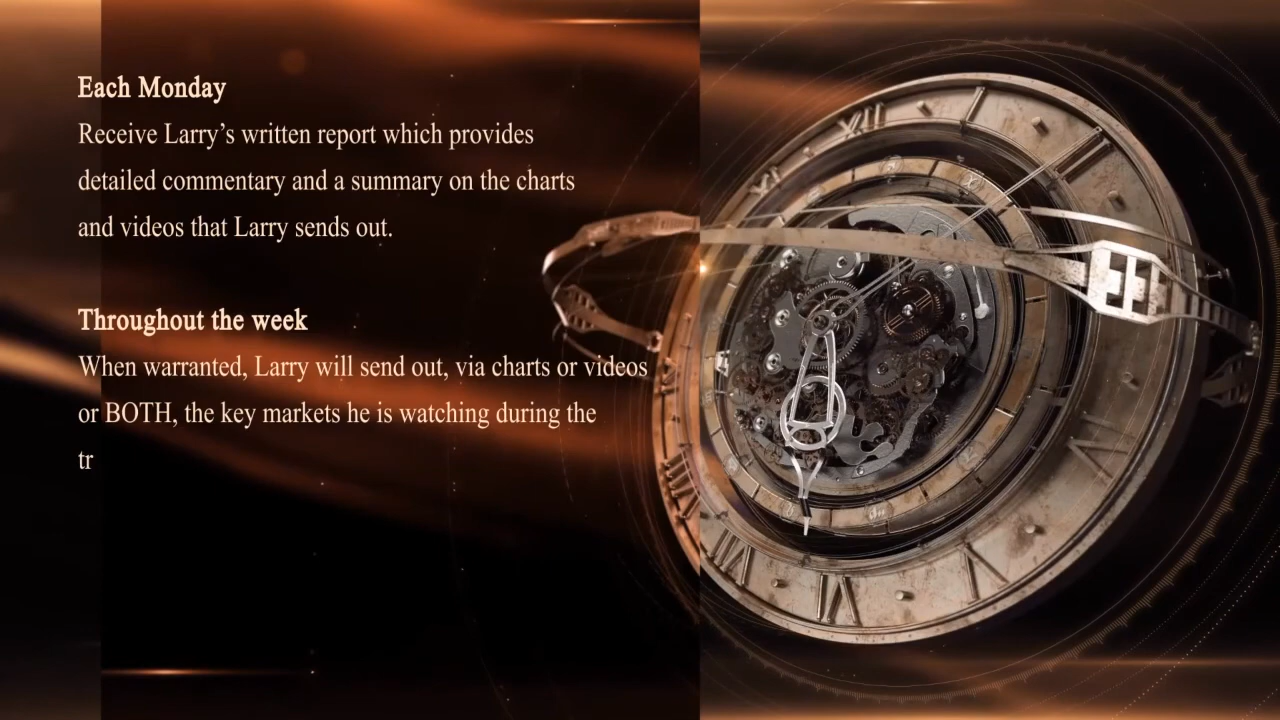 Each Monday
Receive Larry’s written report which provides
detailed commentary and a summary on the charts
and videos that Larry sends out.
Throughout the week
When warranted, Larry will send out, via charts or videos
or BOTH, the key markets he is watching during the
tr